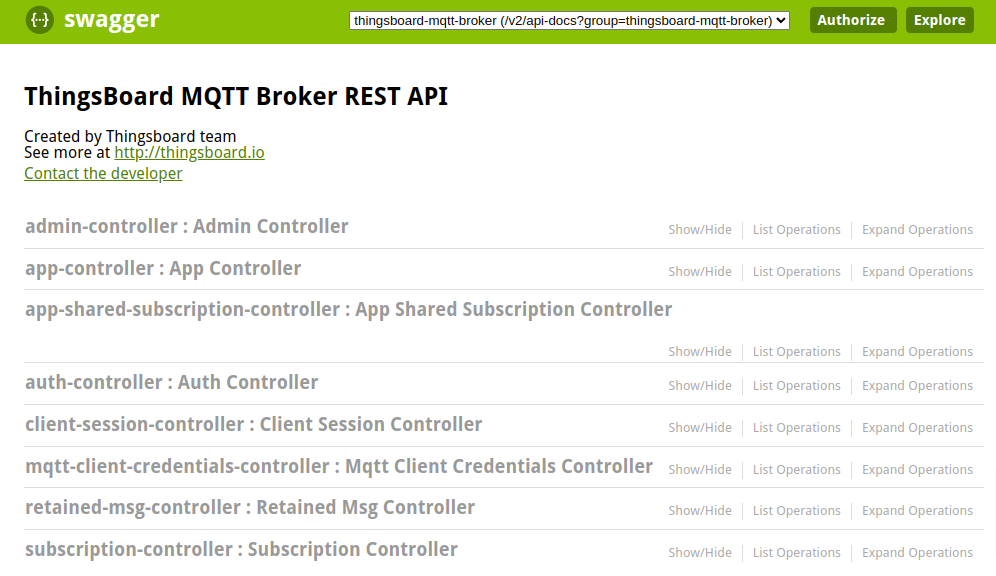 {··} swagger thingsboard-mqtt-broker (/v2/api-docs?group=thingsboard-mqtt-broker) Authorize Explore
ThingsBoard MQTT Broker REST API
Created by Thingsboard team
See more at http://thingsboard.io
Contact the developer
admin-controller : Admin Controller Show/Hide List Operations Expand Operations
app-controller : App Controller Show/Hide List Operations Expand Operations
app-shared-subscription-controller : App Shared Subscription Controller
Show/Hide List Operations Expand Operations
auth-controller : Auth Controller Show/Hide List Operations Expand Operations
client-session-controller : Client Session Controller Show/Hide List Operations Expand Operations
mqtt-client-credentials-controller : Mqtt Client Credentials Controller Show/Hide List Operations Expand Operations
retained-msg-controller : Retained Msg Controller Show/Hide List Operations Expand Operations
subscription-controller : Subscription Controller Show/Hide List Operations Expand Operations